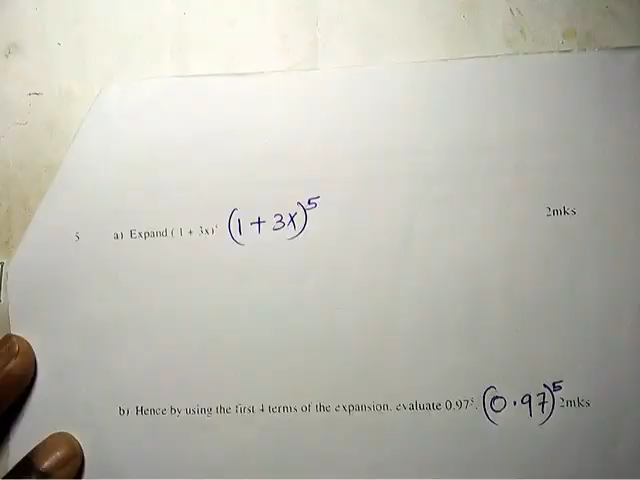 5 a) Expand (1 + 3x)⁵ (1+3x)⁵ 2mks
b) Hence by using the first 4 terms of the expansion, evaluate 0.97⁵. (0.97)⁵ 2mks